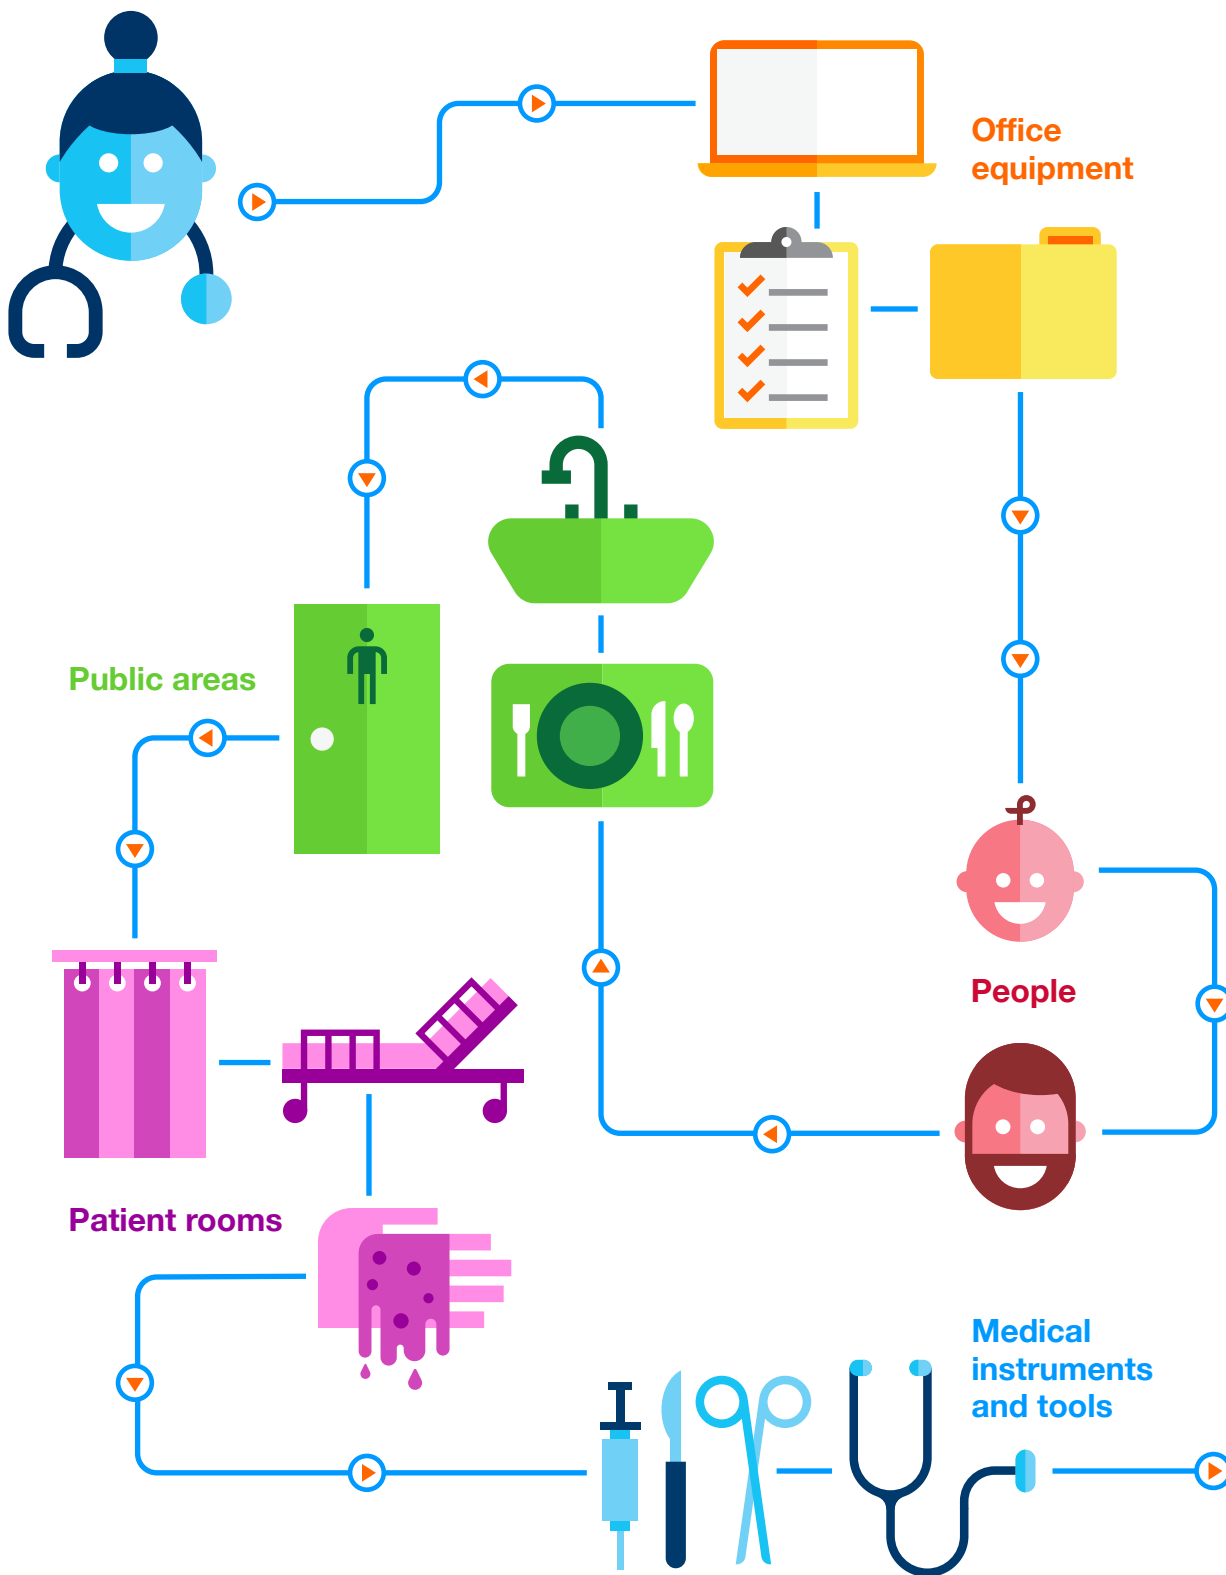 Office
equipment
Public areas
People
Patient rooms
Medical
instruments
and tools